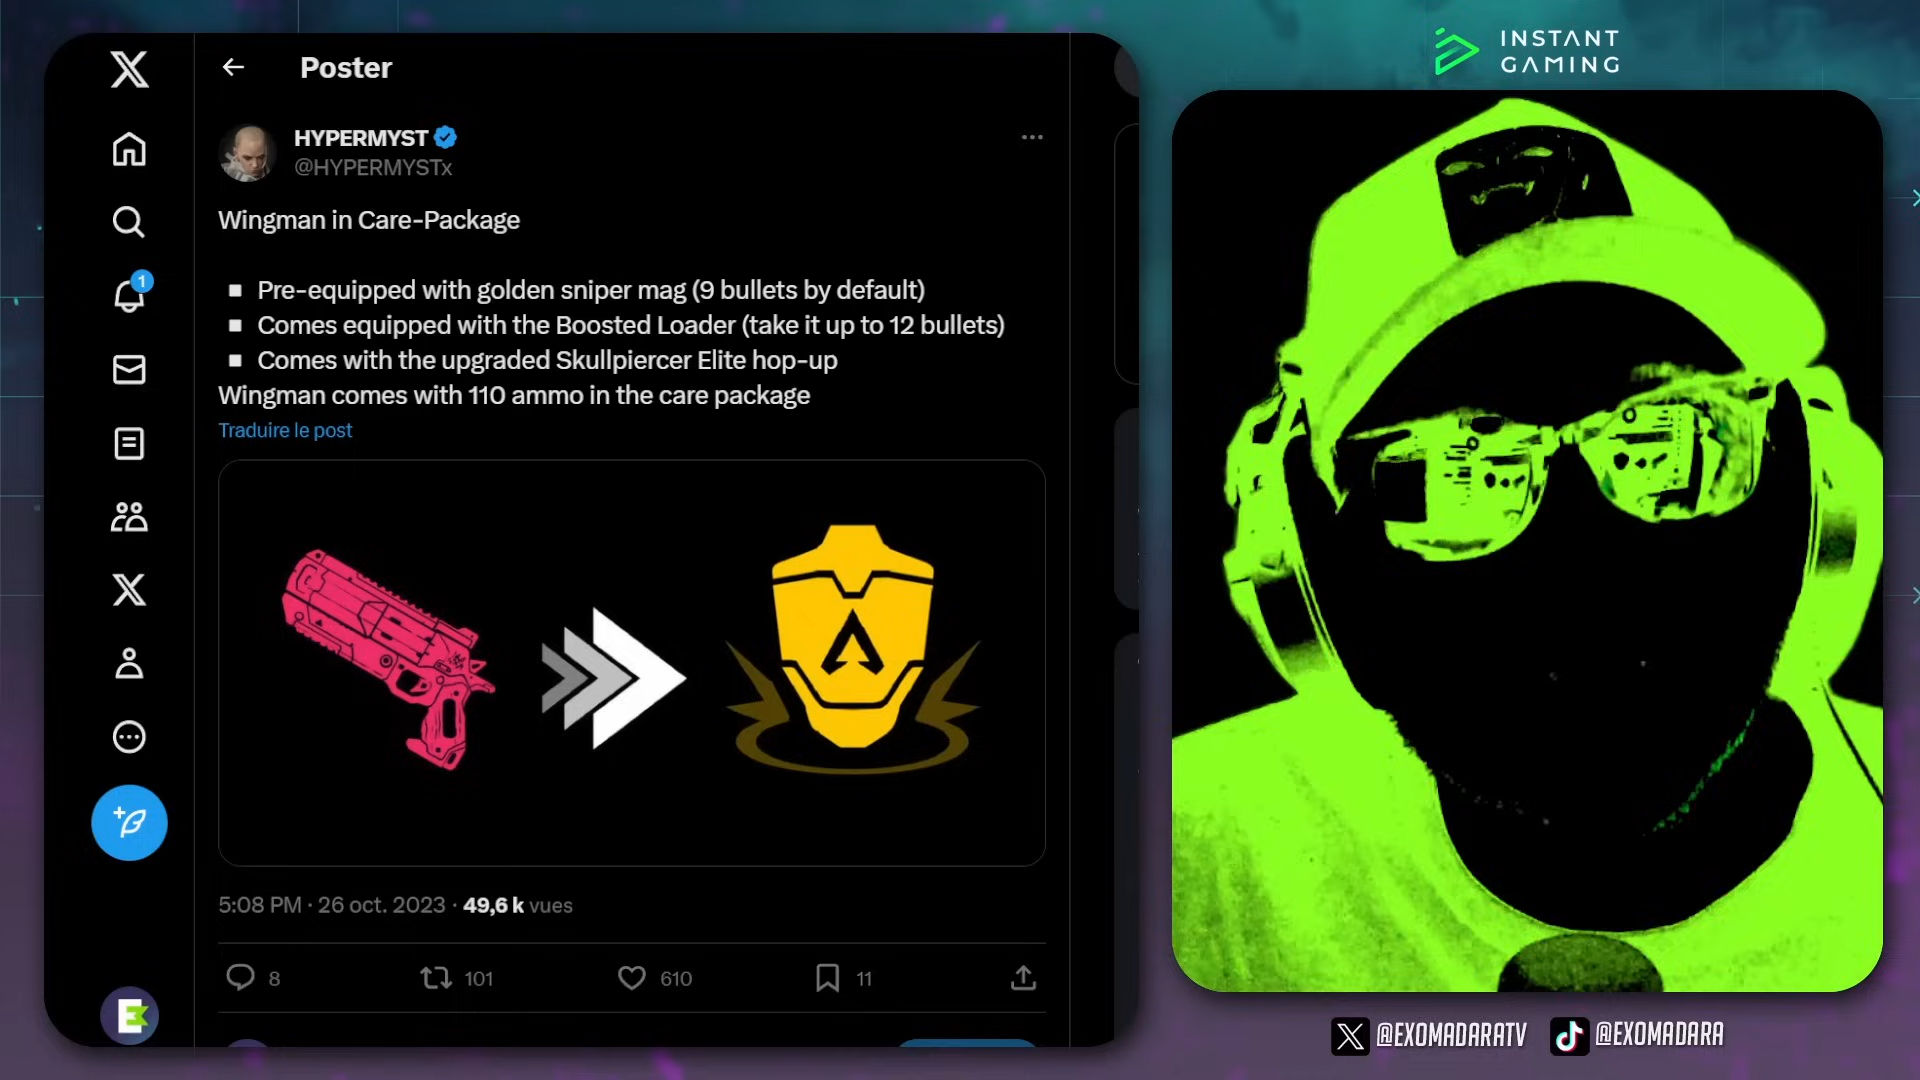 Poster
HYPERMYST
@HYPERMYSTx
Wingman in Care-Package
▪ Pre-equipped with golden sniper mag (9 bullets by default)
▪ Comes equipped with the Boosted Loader (take it up to 12 bullets)
▪ Comes with the upgraded Skullpiercer Elite hop-up
Wingman comes with 110 ammo in the care package
Traduire le post
5:08 PM · 26 oct. 2023 · 49,6 k vues
8 101 610 11
1
INSTANT
GAMING
@EXOMADARATV @EXOMADARA